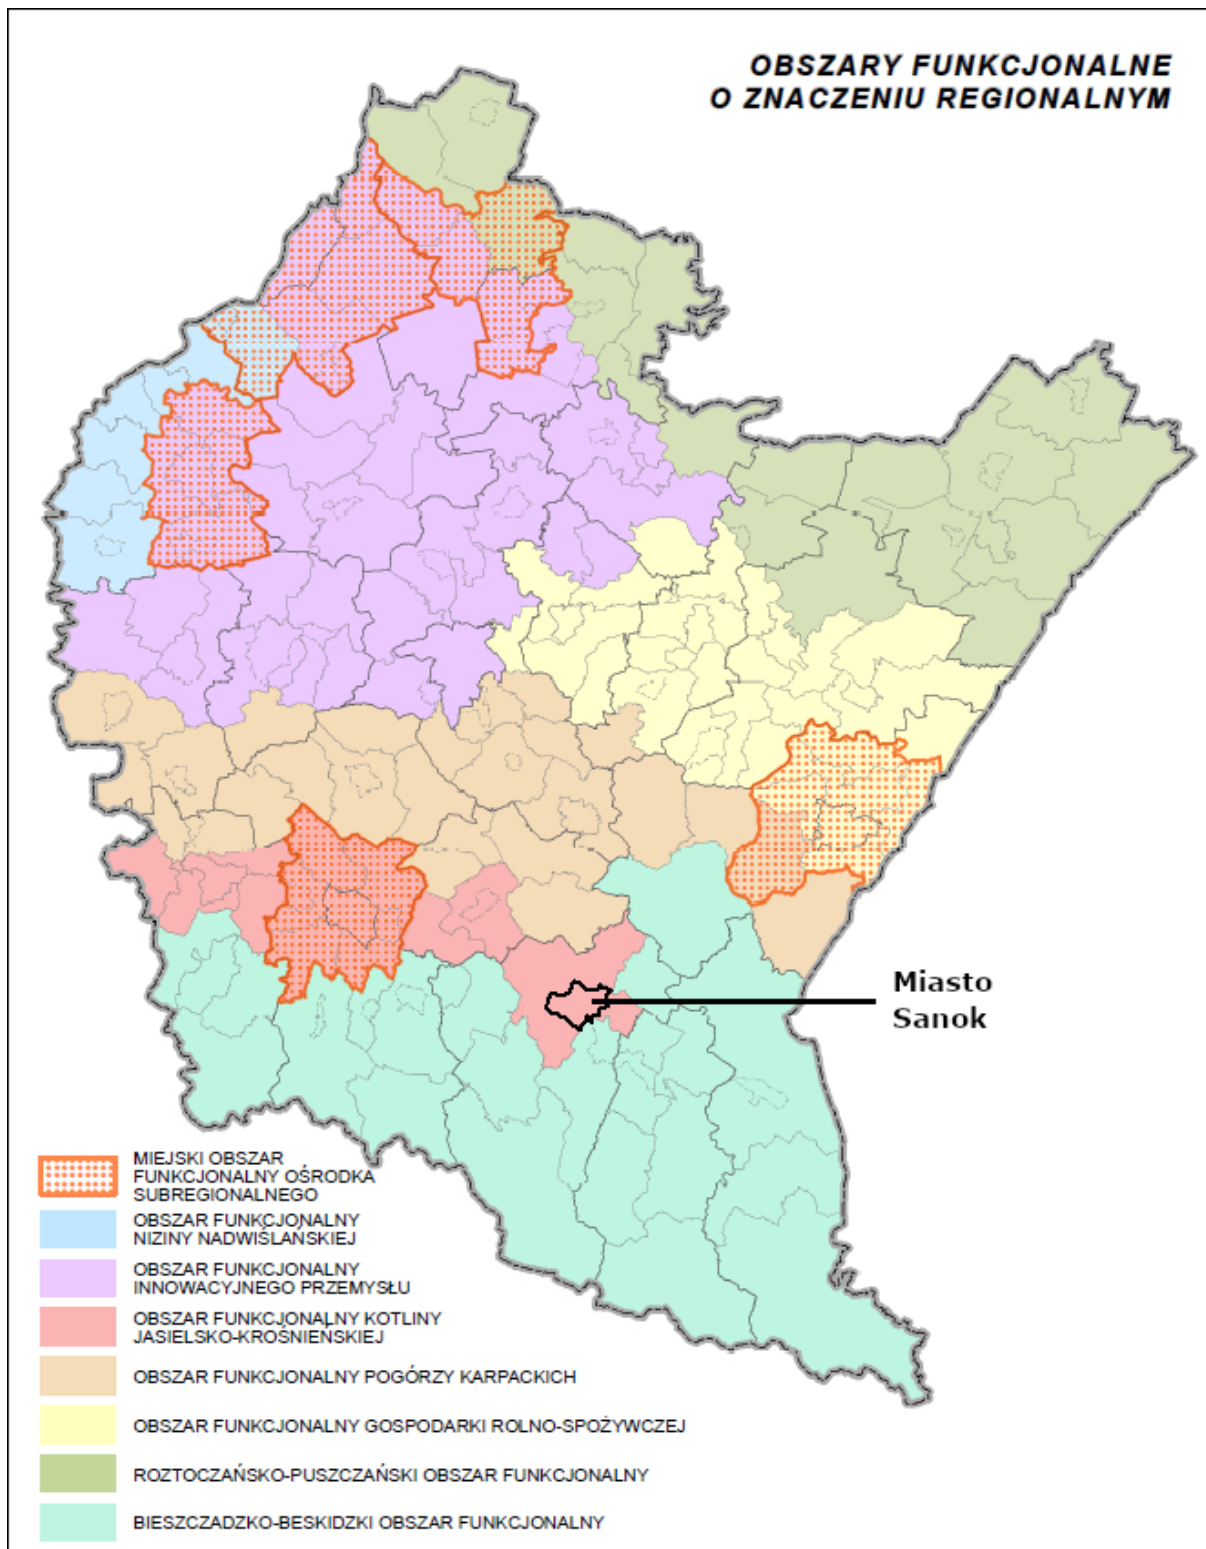 OBSZARY FUNKCJONALNE
O ZNACZENIU REGIONALNYM
Miasto
Sanok
MIEJSKI OBSZAR
FUNKCJONALNY OŚRODKA
SUBREGIONALNEGO
OBSZAR FUNKCJONALNY
NIZINY NADWIŚLAŃSKIEJ
OBSZAR FUNKCJONALNY
INNOWACYJNEGO PRZEMYSŁU
OBSZAR FUNKCJONALNY KOTLINY
JASIELSKO-KROŚNIEŃSKIEJ
OBSZAR FUNKCJONALNY POGÓRZY KARPACKICH
OBSZAR FUNKCJONALNY GOSPODARKI ROLNO-SPOŻYWCZEJ
ROZTOCZAŃSKO-PUSZCZAŃSKI OBSZAR FUNKCJONALNY
BIESZCZADZKO-BESKIDZKI OBSZAR FUNKCJONALNY